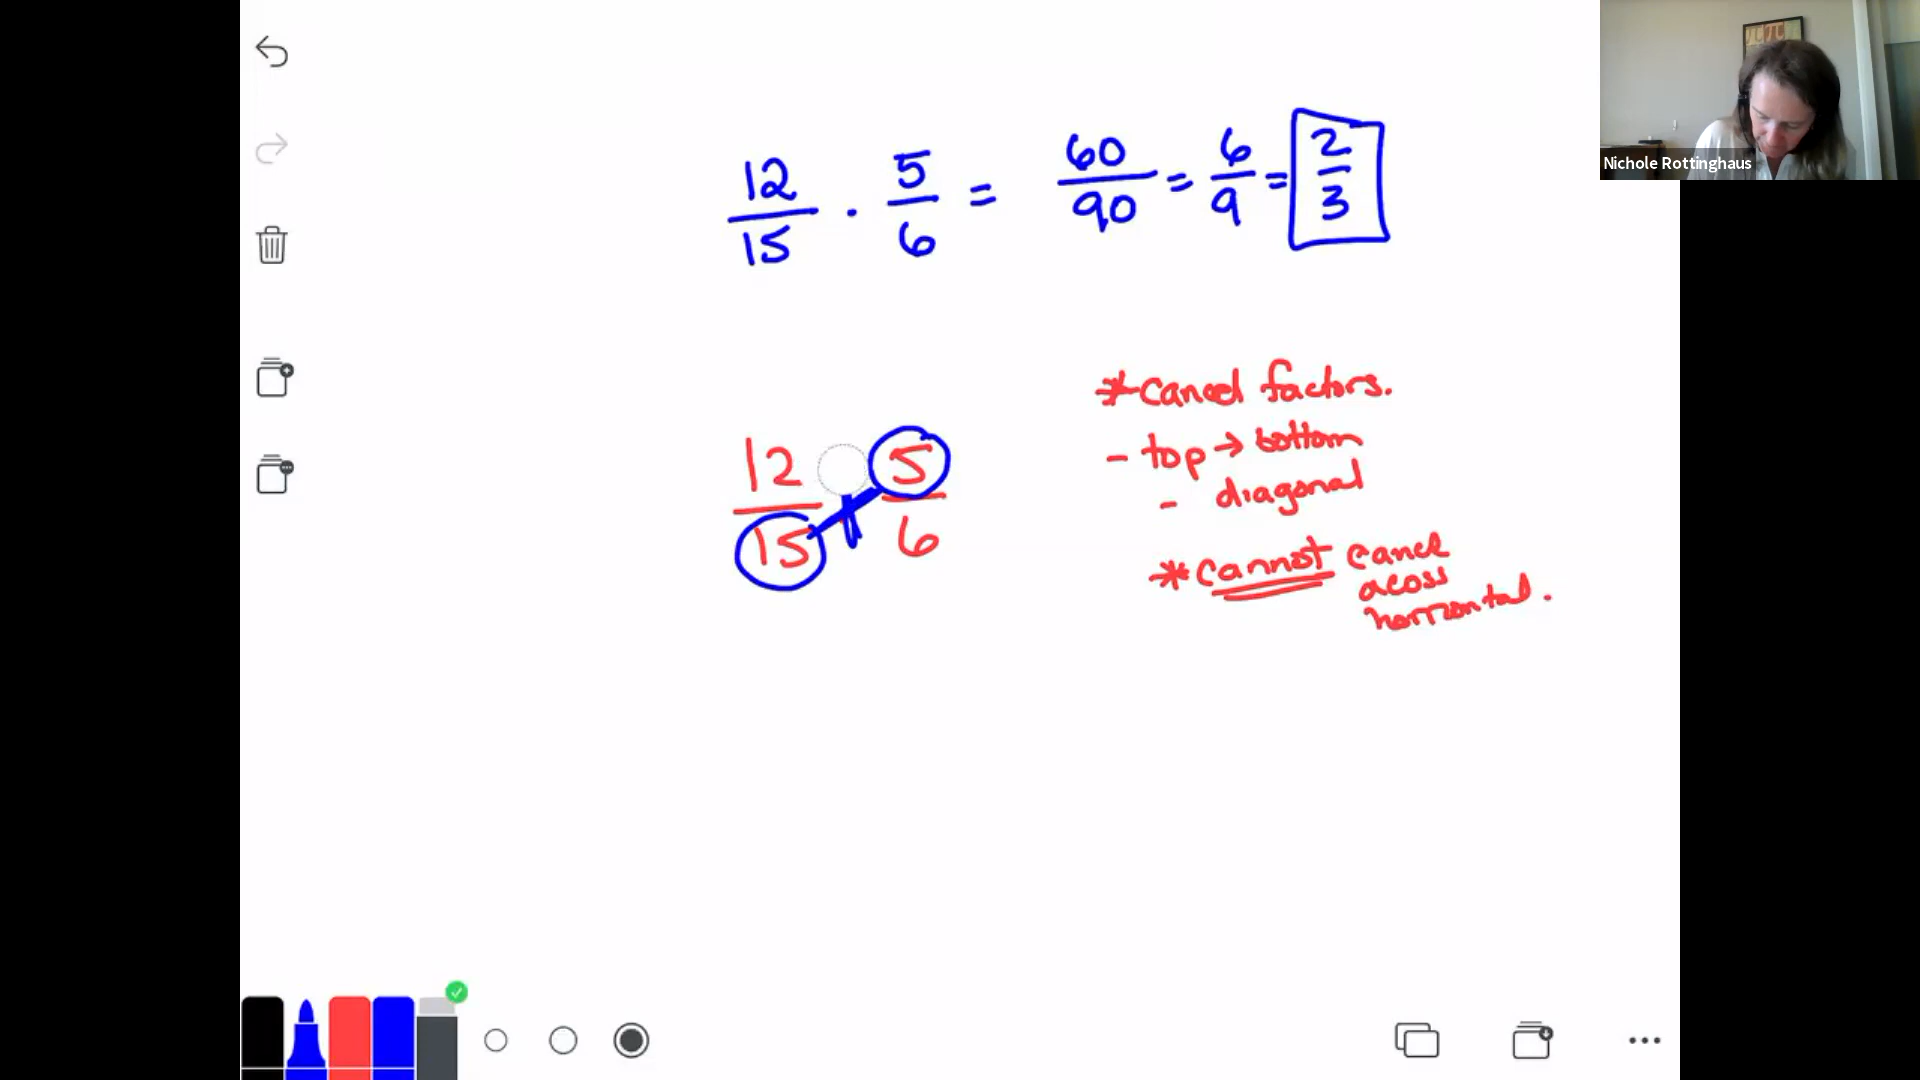 Nichole Rottinghaus
12/15 · 5/6 = 60/90 = 6/9 = 2/3
* Cancel factors.
- top → bottom
- diagonal
12/15 5/6
* cannot cancel
acoss
horizontal.